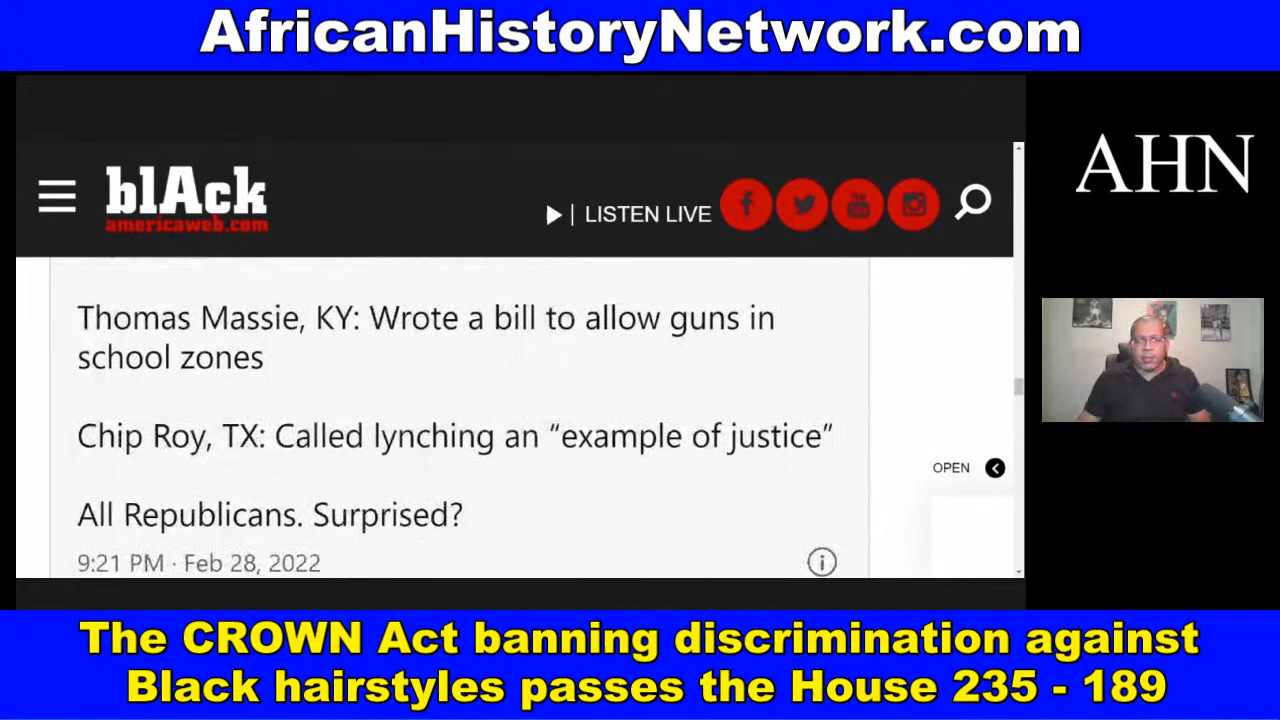 AfricanHistoryNetwork.com
blAck
americaweb.com
LISTEN LIVE
You
Tube
AHN
Thomas Massie, KY: Wrote a bill to allow guns in
school zones
Chip Roy, TX: Called lynching an “example of justice”
OPEN
All Republicans. Surprised?
9:21 PM · Feb 28, 2022
The CROWN Act banning discrimination against
Black hairstyles passes the House 235 - 189